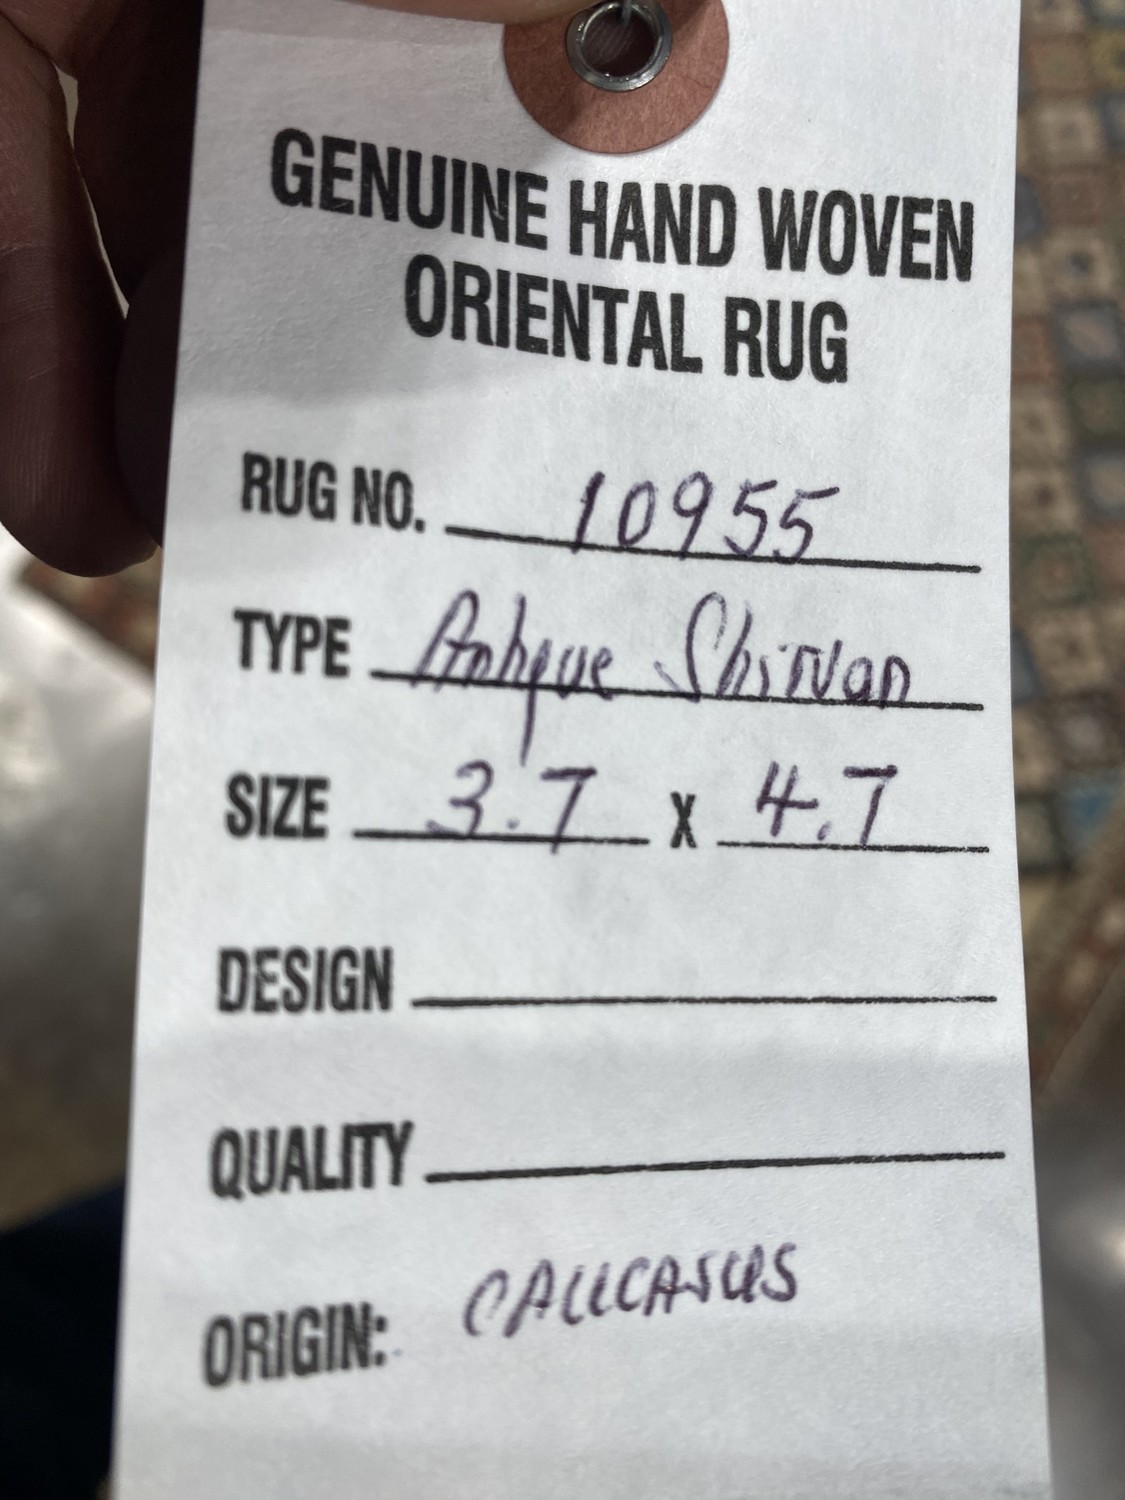 GENUINE HAND WOVEN
ORIENTAL RUG
RUG NO. 10955
TYPE Antique Shirvan
SIZE 3.7 X 4.7
DESIGN
QUALITY
ORIGIN: CAUCASUS